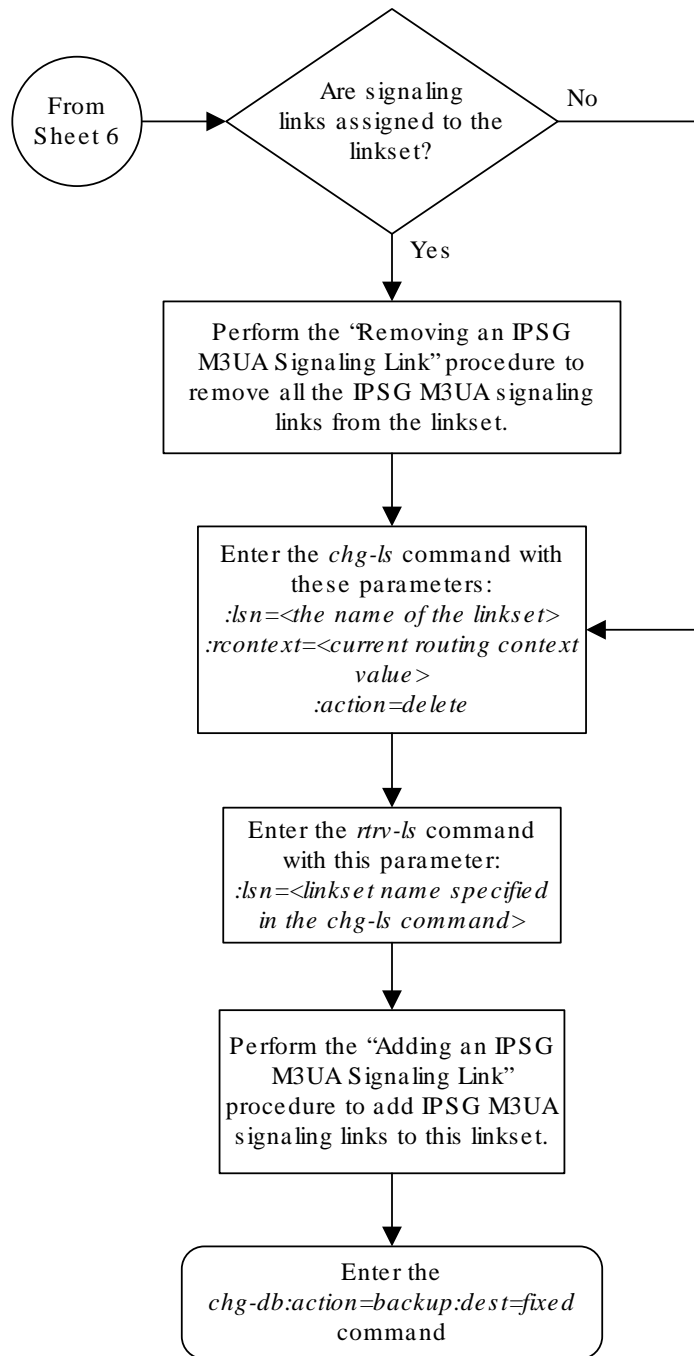 From
Sheet 6
Are signaling
links assigned to the
linkset?
No
Yes
Perform the “Removing an IPSG
M3UA Signaling Link” procedure to
remove all the IPSG M3UA signaling
links from the linkset.
Enter the chg-ls command with
these parameters:
:lsn=<the name of the linkset>
:rcontext=<current routing context
value>
:action=delete
Enter the rtrv-ls command
with this parameter:
:lsn=<linkset name specified
in the chg-ls command>
Perform the “Adding an IPSG
M3UA Signaling Link”
procedure to add IPSG M3UA
signaling links to this linkset.
Enter the
chg-db:action=backup:dest=fixed
command